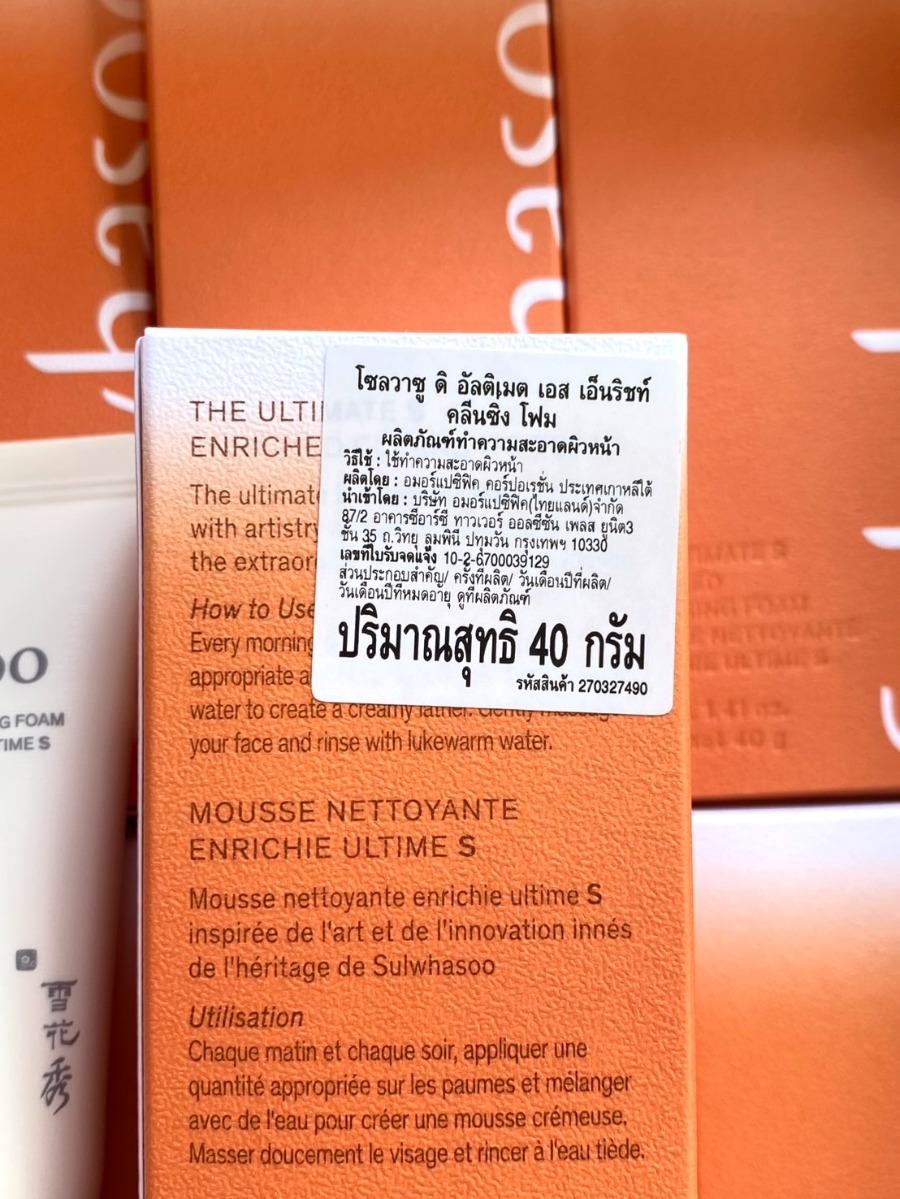 โซลวาซู ดิ อัลติเมต เอส เอ็นริชท์
คลีนซิ่ง โฟม
ผลิตภัณฑ์ทำความสะอาดผิวหน้า
วิธีใช้ : ใช้ทำความสะอาดผิวหน้า
ผลิตโดย : อมอร์แปซิฟิค คอร์ปอเรชั่น ประเทศเกาหลีใต้
นำเข้าโดย : บริษัท อมอร์แปซิฟิค(ไทยแลนด์)จำกัด
87/2 อาคารซีอาร์ซี ทาวเวอร์ ออลซีซั่น เพลส ยูนิต3
ชั้น 35 ถ.วิทยุ ลุมพินี ปทุมวัน กรุงเทพฯ 10330
เลขที่ใบรับจดแจ้ง 10-2-6700039129
ส่วนประกอบสำคัญ/ ครั้งที่ผลิต/ วันเดือนปีที่ผลิต/
วันเดือนปีที่หมดอายุ ดูที่ผลิตภัณฑ์
ปริมาณสุทธิ 40 กรัม
รหัสสินค้า 270327490
THE ULTIMATE S
ENRICHED
The ultimate
with artistry
the extraor
How to Use
Every morning
appropriate a
water to create a creamy lather. Gently massage
your face and rinse with lukewarm water.
MOUSSE NETTOYANTE
ENRICHIE ULTIME S
Mousse nettoyante enrichie ultime S
inspirée de l'art et de l'innovation innés
de l'héritage de Sulwhasoo
Utilisation
Chaque matin et chaque soir, appliquer une
quantité appropriée sur les paumes et mélanger
avec de l'eau pour créer une mousse crémeuse.
Masser doucement le visage et rincer à l'eau tiède.
oo
G FOAM
TIME S
雪花秀
hasoo
hasoo
TIMATE S
ED
ING FOAM
E NETTOYANTE
IE ULTIME S
1.41 oz.
net 40 g